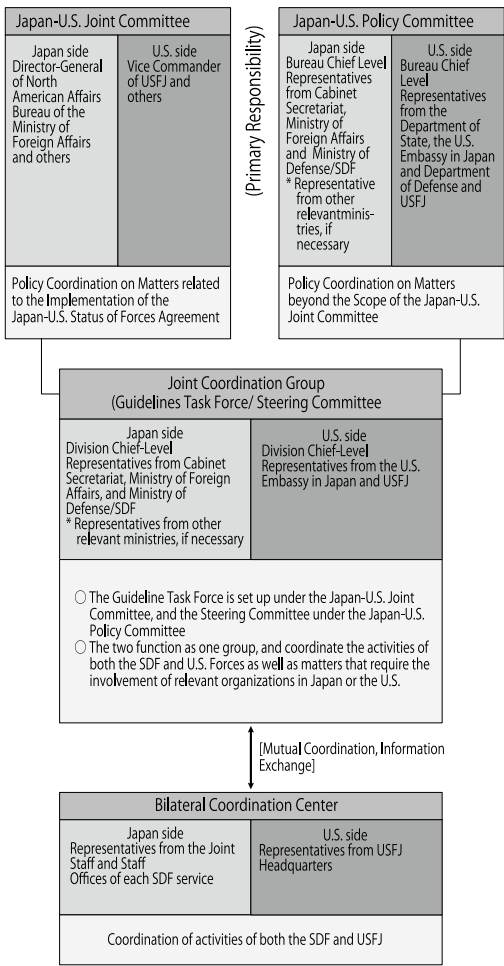 Japan-U.S. Joint Committee
Japan side
Director-General
of North
American Affairs
Bureau of the
Ministry of
Foreign Affairs
and others
U.S. side
Vice Commander
of USFJ and
others
Policy Coordination on Matters related
to the Implementation of the
Japan-U.S. Status of Forces Agreement
(Primary Responsibility)
Japan-U.S. Policy Committee
Japan side
Bureau Chief Level
Representatives
from Cabinet
Secretariat,
Ministry of
Foreign Affairs
and Ministry of
Defense/SDF
* Representative
from other
relevantminis-
tries, if
necessary
U.S. side
Bureau Chief
Level
Representatives
from the
Department of
State, the U.S.
Embassy in Japan
and Department
of Defense and
USFJ
Policy Coordination on Matters
beyond the Scope of the Japan-U.S.
Joint Committee
Joint Coordination Group
(Guidelines Task Force/ Steering Committee
Japan side
Division Chief-Level
Representatives from Cabinet
Secretariat, Ministry of Foreign
Affairs, and Ministry of
Defense/SDF
* Representatives from other
relevant ministries, if necessary
U.S. side
Division Chief-Level
Representatives from the U.S.
Embassy in Japan and USFJ
○ The Guideline Task Force is set up under the Japan-U.S. Joint
Committee, and the Steering Committee under the Japan-U.S.
Policy Committee
○ The two function as one group, and coordinate the activities of
both the SDF and U.S. Forces as well as matters that require the
involvement of relevant organizations in Japan or the U.S.
[Mutual Coordination, Information
Exchange]
Bilateral Coordination Center
Japan side
Representatives from the Joint
Staff and Staff
Offices of each SDF service
U.S. side
Representatives from USFJ
Headquarters
Coordination of activities of both the SDF and USFJ